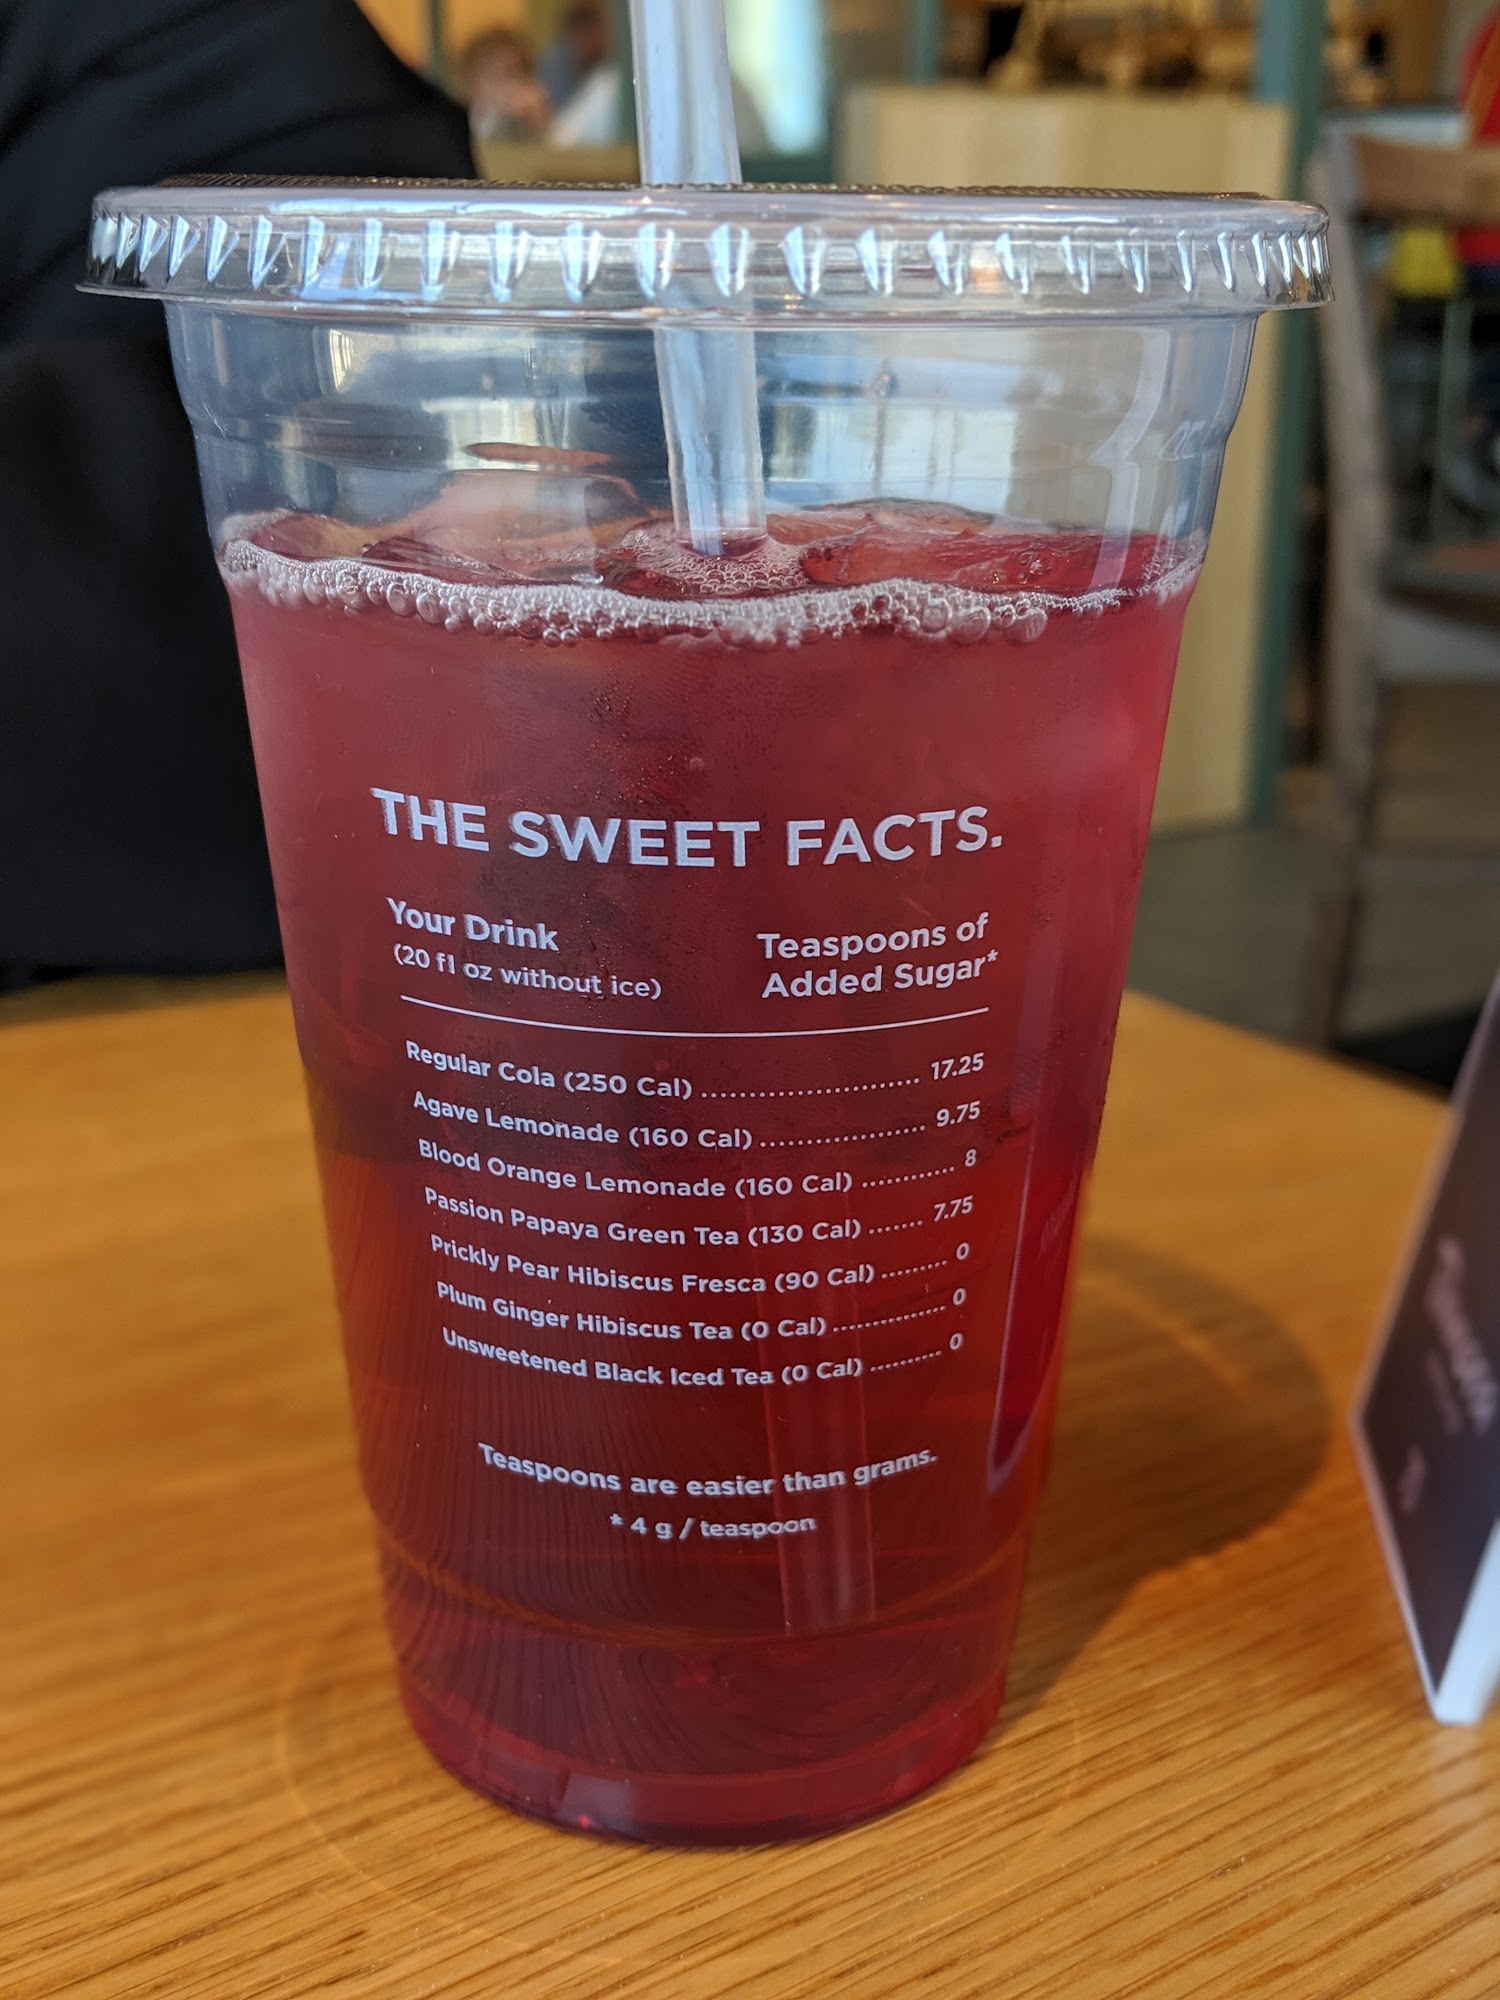 THE SWEET FACTS.
Your Drink
(20 fl oz without ice)
Teaspoons of
Added Sugar*
Regular Cola (250 Cal) ........................ 17.25
Agave Lemonade (160 Cal) .................. 9.75
Blood Orange Lemonade (160 Cal) ............ 8
Passion Papaya Green Tea (130 Cal) ....... 7.75
Prickly Pear Hibiscus Fresca (90 Cal) ......... 0
Plum Ginger Hibiscus Tea (0 Cal) ............... 0
Unsweetened Black Iced Tea (0 Cal) .......... 0
Teaspoons are easier than grams.
* 4 g / teaspoon